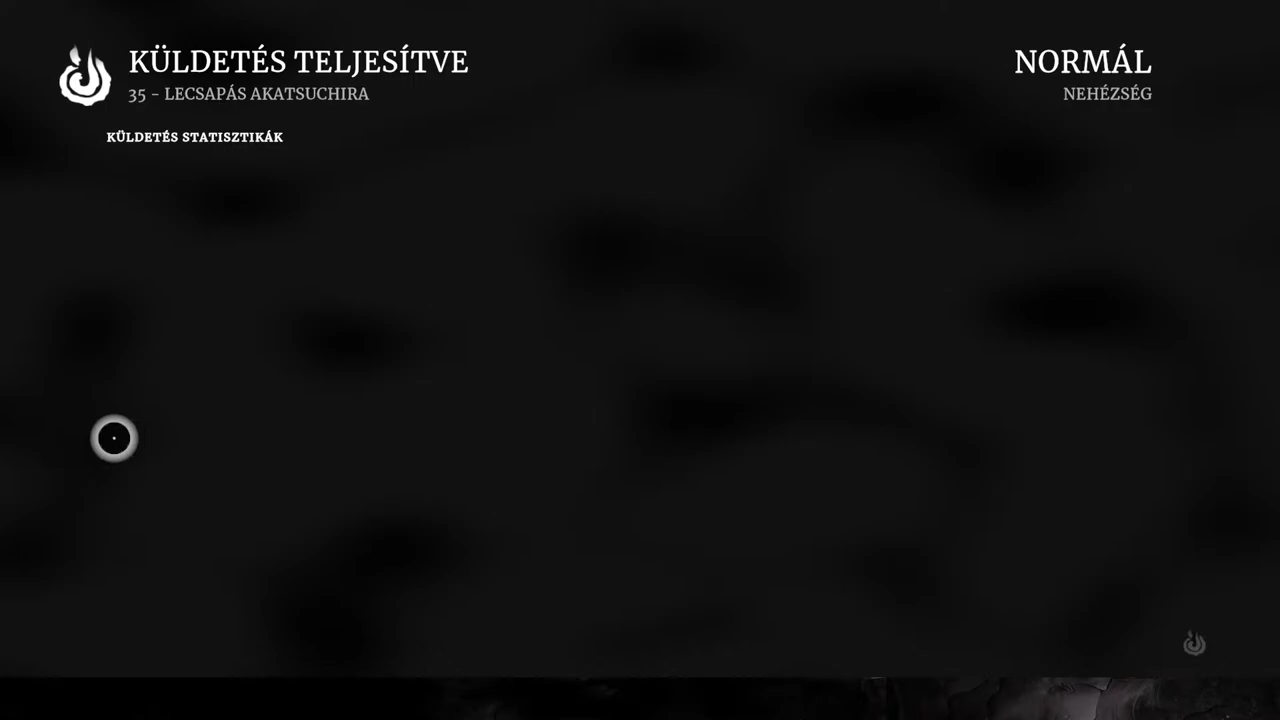 KÜLDETÉS TELJESÍTVE
35 - LECSAPÁS AKATSUCHIRA
NORMÁL
NEHÉZSÉG
KÜLDETÉS STATISZTIKÁK